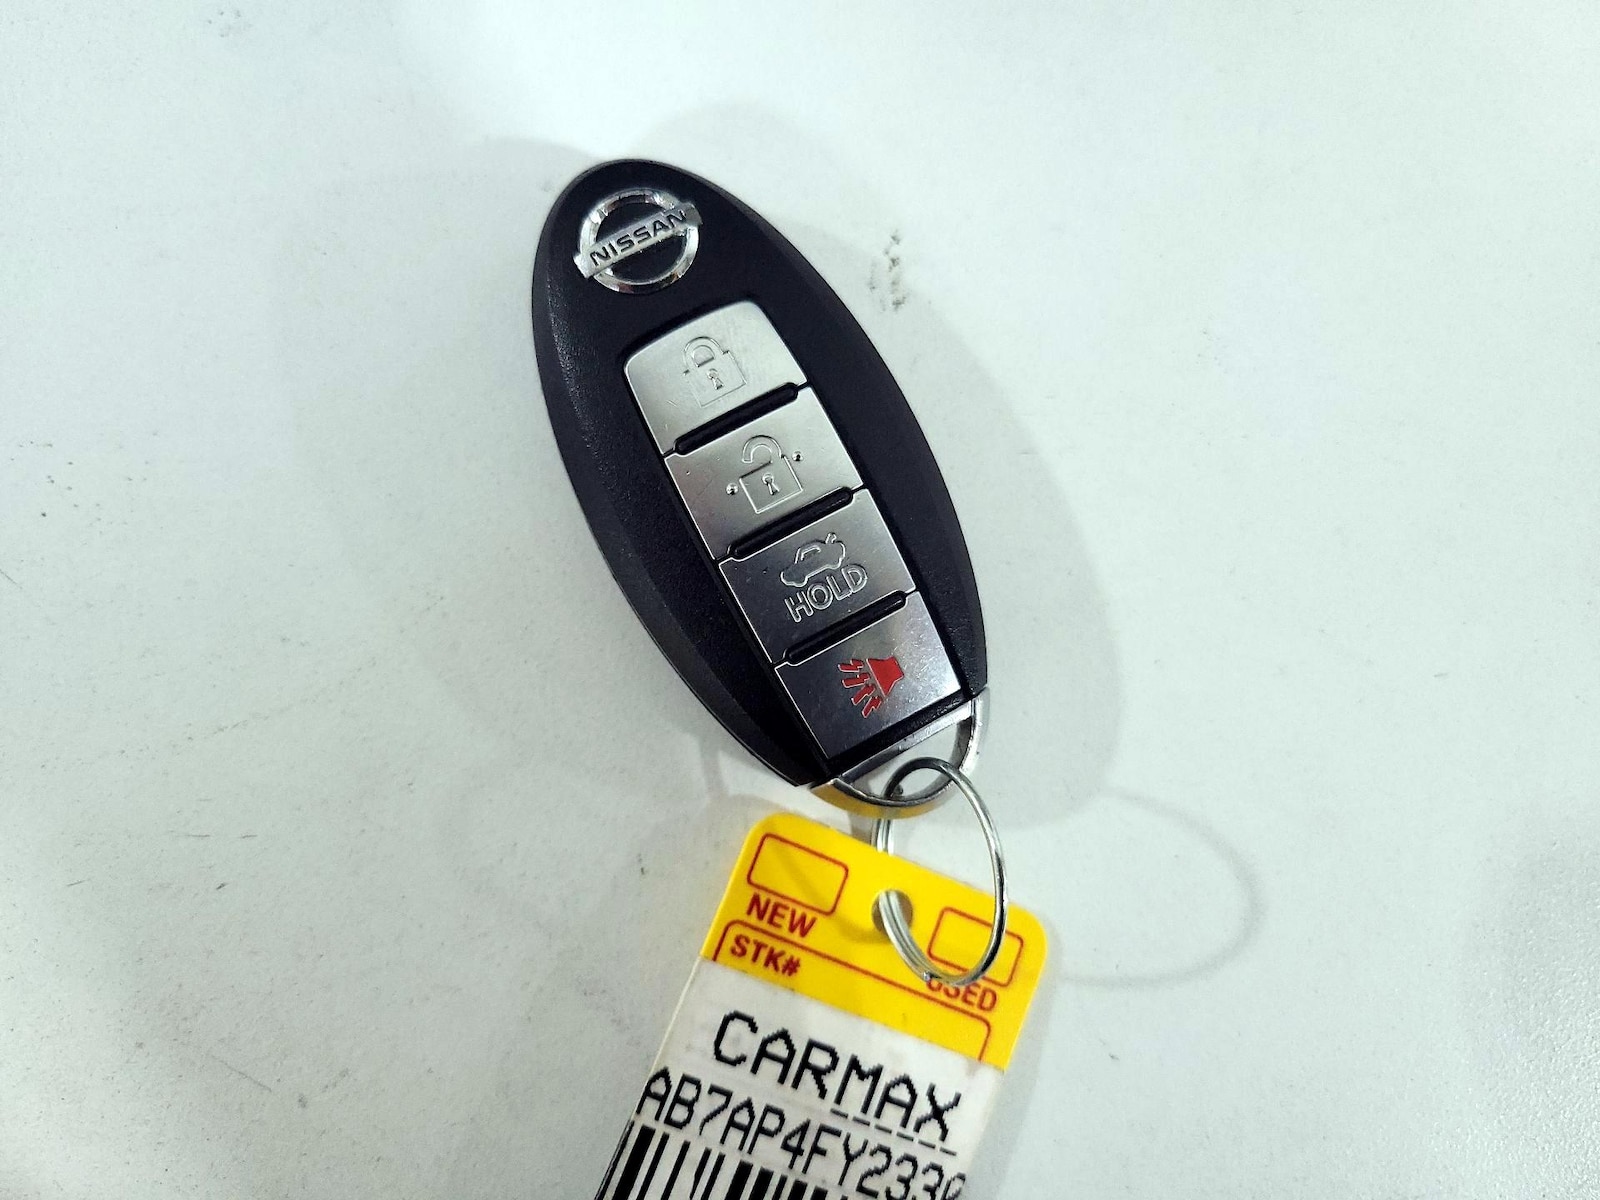 NISSAN
HOLD
NEW
USED
STK#
CARMAX
AB7AP4FY233